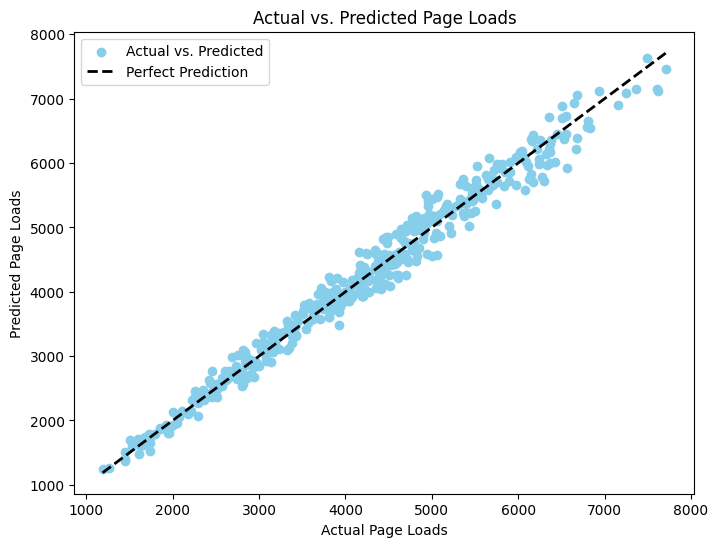 Actual vs. Predicted Page Loads
Actual vs. Predicted
Perfect Prediction
Predicted Page Loads
8000
7000
6000
5000
4000
3000
2000
1000
1000 2000 3000 4000 5000 6000 7000 8000
Actual Page Loads